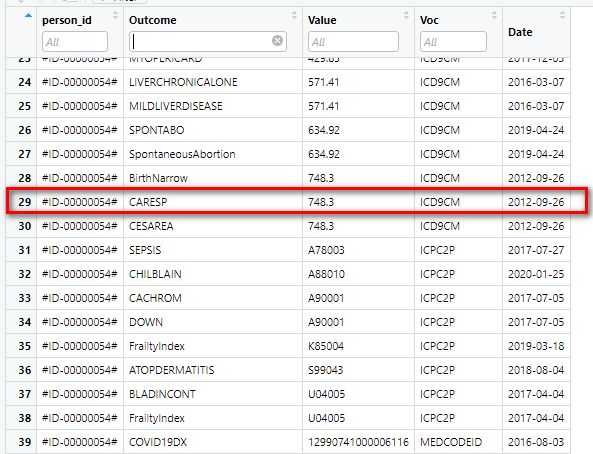 person_id Outcome Value Voc Date
All All All
#ID-00000054# MYOPERICARD 429.83 ICD9CM
24 #ID-00000054# LIVERCHRONICALONE 571.41 ICD9CM 2016-03-07
25 #ID-00000054# MILDLIVERDISEASE 571.41 ICD9CM 2016-03-07
26 #ID-00000054# SPONTABO 634.92 ICD9CM 2019-04-24
27 #ID-00000054# SpontaneousAbortion 634.92 ICD9CM 2019-04-24
28 #ID-00000054# BirthNarrow 748.3 ICD9CM 2012-09-26
29 #ID-00000054# CARESP 748.3 ICD9CM 2012-09-26
30 #ID-00000054# CESAREA 748.3 ICD9CM 2012-09-26
31 #ID-00000054# SEPSIS A78003 ICPC2P 2017-07-27
32 #ID-00000054# CHILBLAIN A88010 ICPC2P 2020-01-25
33 #ID-00000054# CACHROM A90001 ICPC2P 2017-07-05
34 #ID-00000054# DOWN A90001 ICPC2P 2017-07-05
35 #ID-00000054# FrailtyIndex K85004 ICPC2P 2019-03-18
36 #ID-00000054# ATOPDERMATITIS S99043 ICPC2P 2018-08-04
37 #ID-00000054# BLADINCONT U04005 ICPC2P 2017-04-04
38 #ID-00000054# FrailtyIndex U04005 ICPC2P 2017-04-04
39 #ID-00000054# COVID19DX 12990741000006116 MEDCODEID 2016-08-03